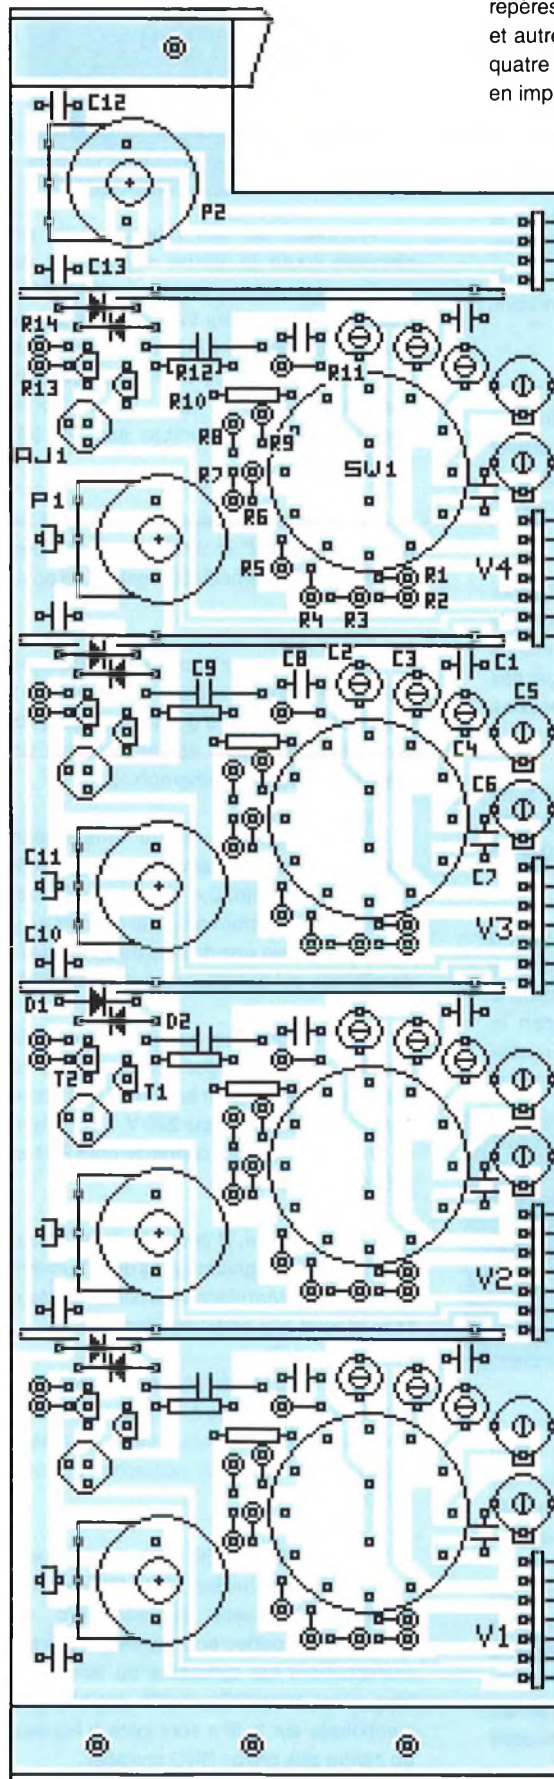 repères
et autre
quatre
en imp
C12
P2
C13
R14
R12
R11
R13
R10
R8
R9
AJ1
R7
SW1
P1
R6
R5
V4
R1
R4 R3 R2
C9 C8 C2 C3 C1
C5
C4
C6
C11
C7
C10
V3
D1 D2
T2 T1
V2
V1